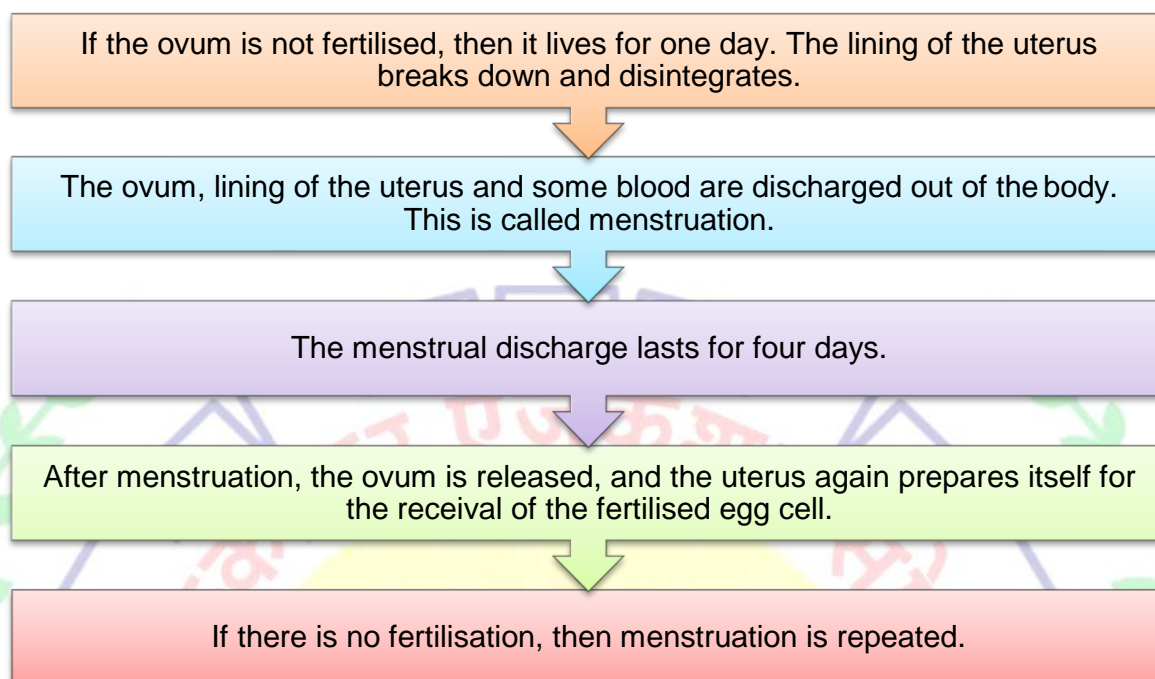 If the ovum is not fertilised, then it lives for one day. The lining of the uterus
breaks down and disintegrates.
The ovum, lining of the uterus and some blood are discharged out of the body.
This is called menstruation.
The menstrual discharge lasts for four days.
After menstruation, the ovum is released, and the uterus again prepares itself for
the receival of the fertilised egg cell.
If there is no fertilisation, then menstruation is repeated.